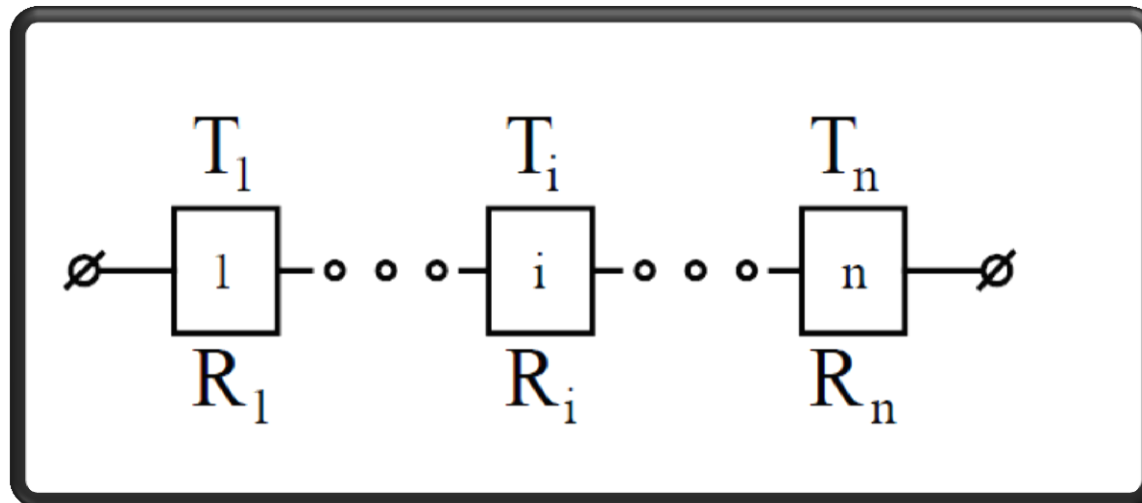 T₁ Tᵢ Tₙ
1 i n
R₁ Rᵢ Rₙ